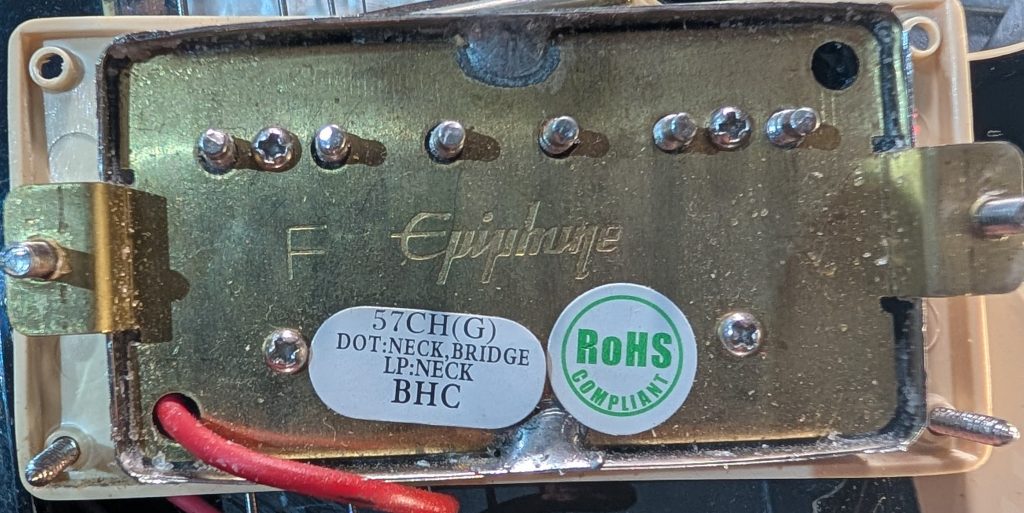 F Epiphone
57CH(G)
DOT:NECK,BRIDGE
LP:NECK
BHC
RoHS
COMPLIANT